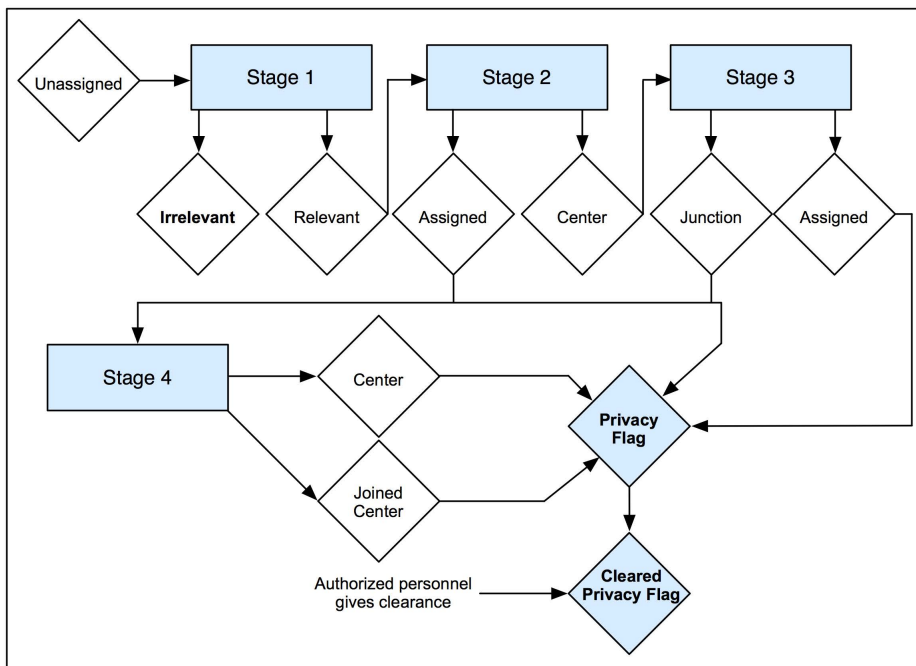 Unassigned
Stage 1
Stage 2
Stage 3
Irrelevant
Relevant
Assigned
Center
Junction
Assigned
Stage 4
Center
Privacy
Flag
Joined
Center
Authorized personnel
gives clearance
Cleared
Privacy Flag